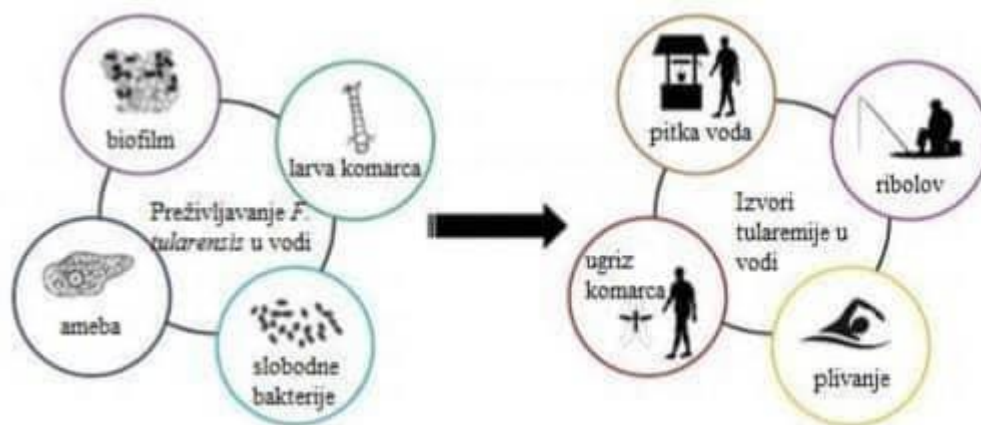 biofilm
larva komarca
Preživljavanje F.
tularensis u vodi
ameba
slobodne
bakterije
pitka voda
ribolov
Izvori
tularemije u
vodi
ugriz
komarca
plivanje